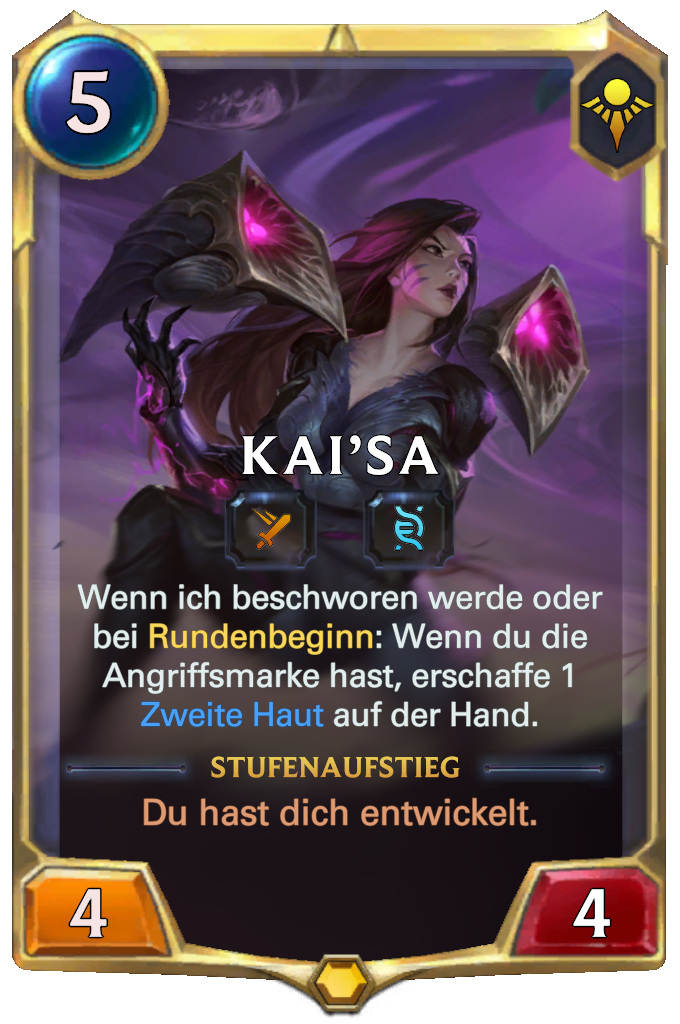 5
KAI’SA
Wenn ich beschworen werde oder
bei Rundenbeginn: Wenn du die
Angriffsmarke hast, erschaffe 1
Zweite Haut auf der Hand.
STUFENAUFSTIEG
Du hast dich entwickelt.
4
4